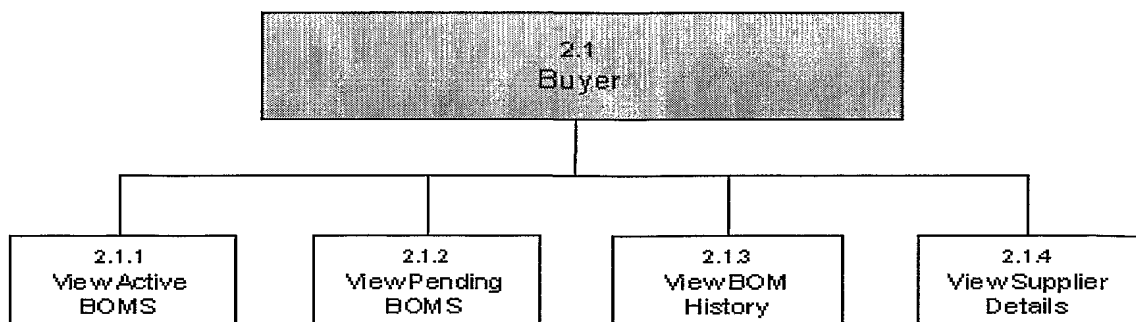 2.1
Buyer
2.1.1
View Active
BOMS
2.1.2
View Pending
BOMS
2.1.3
View BOM
History
2.1.4
View Supplier
Details